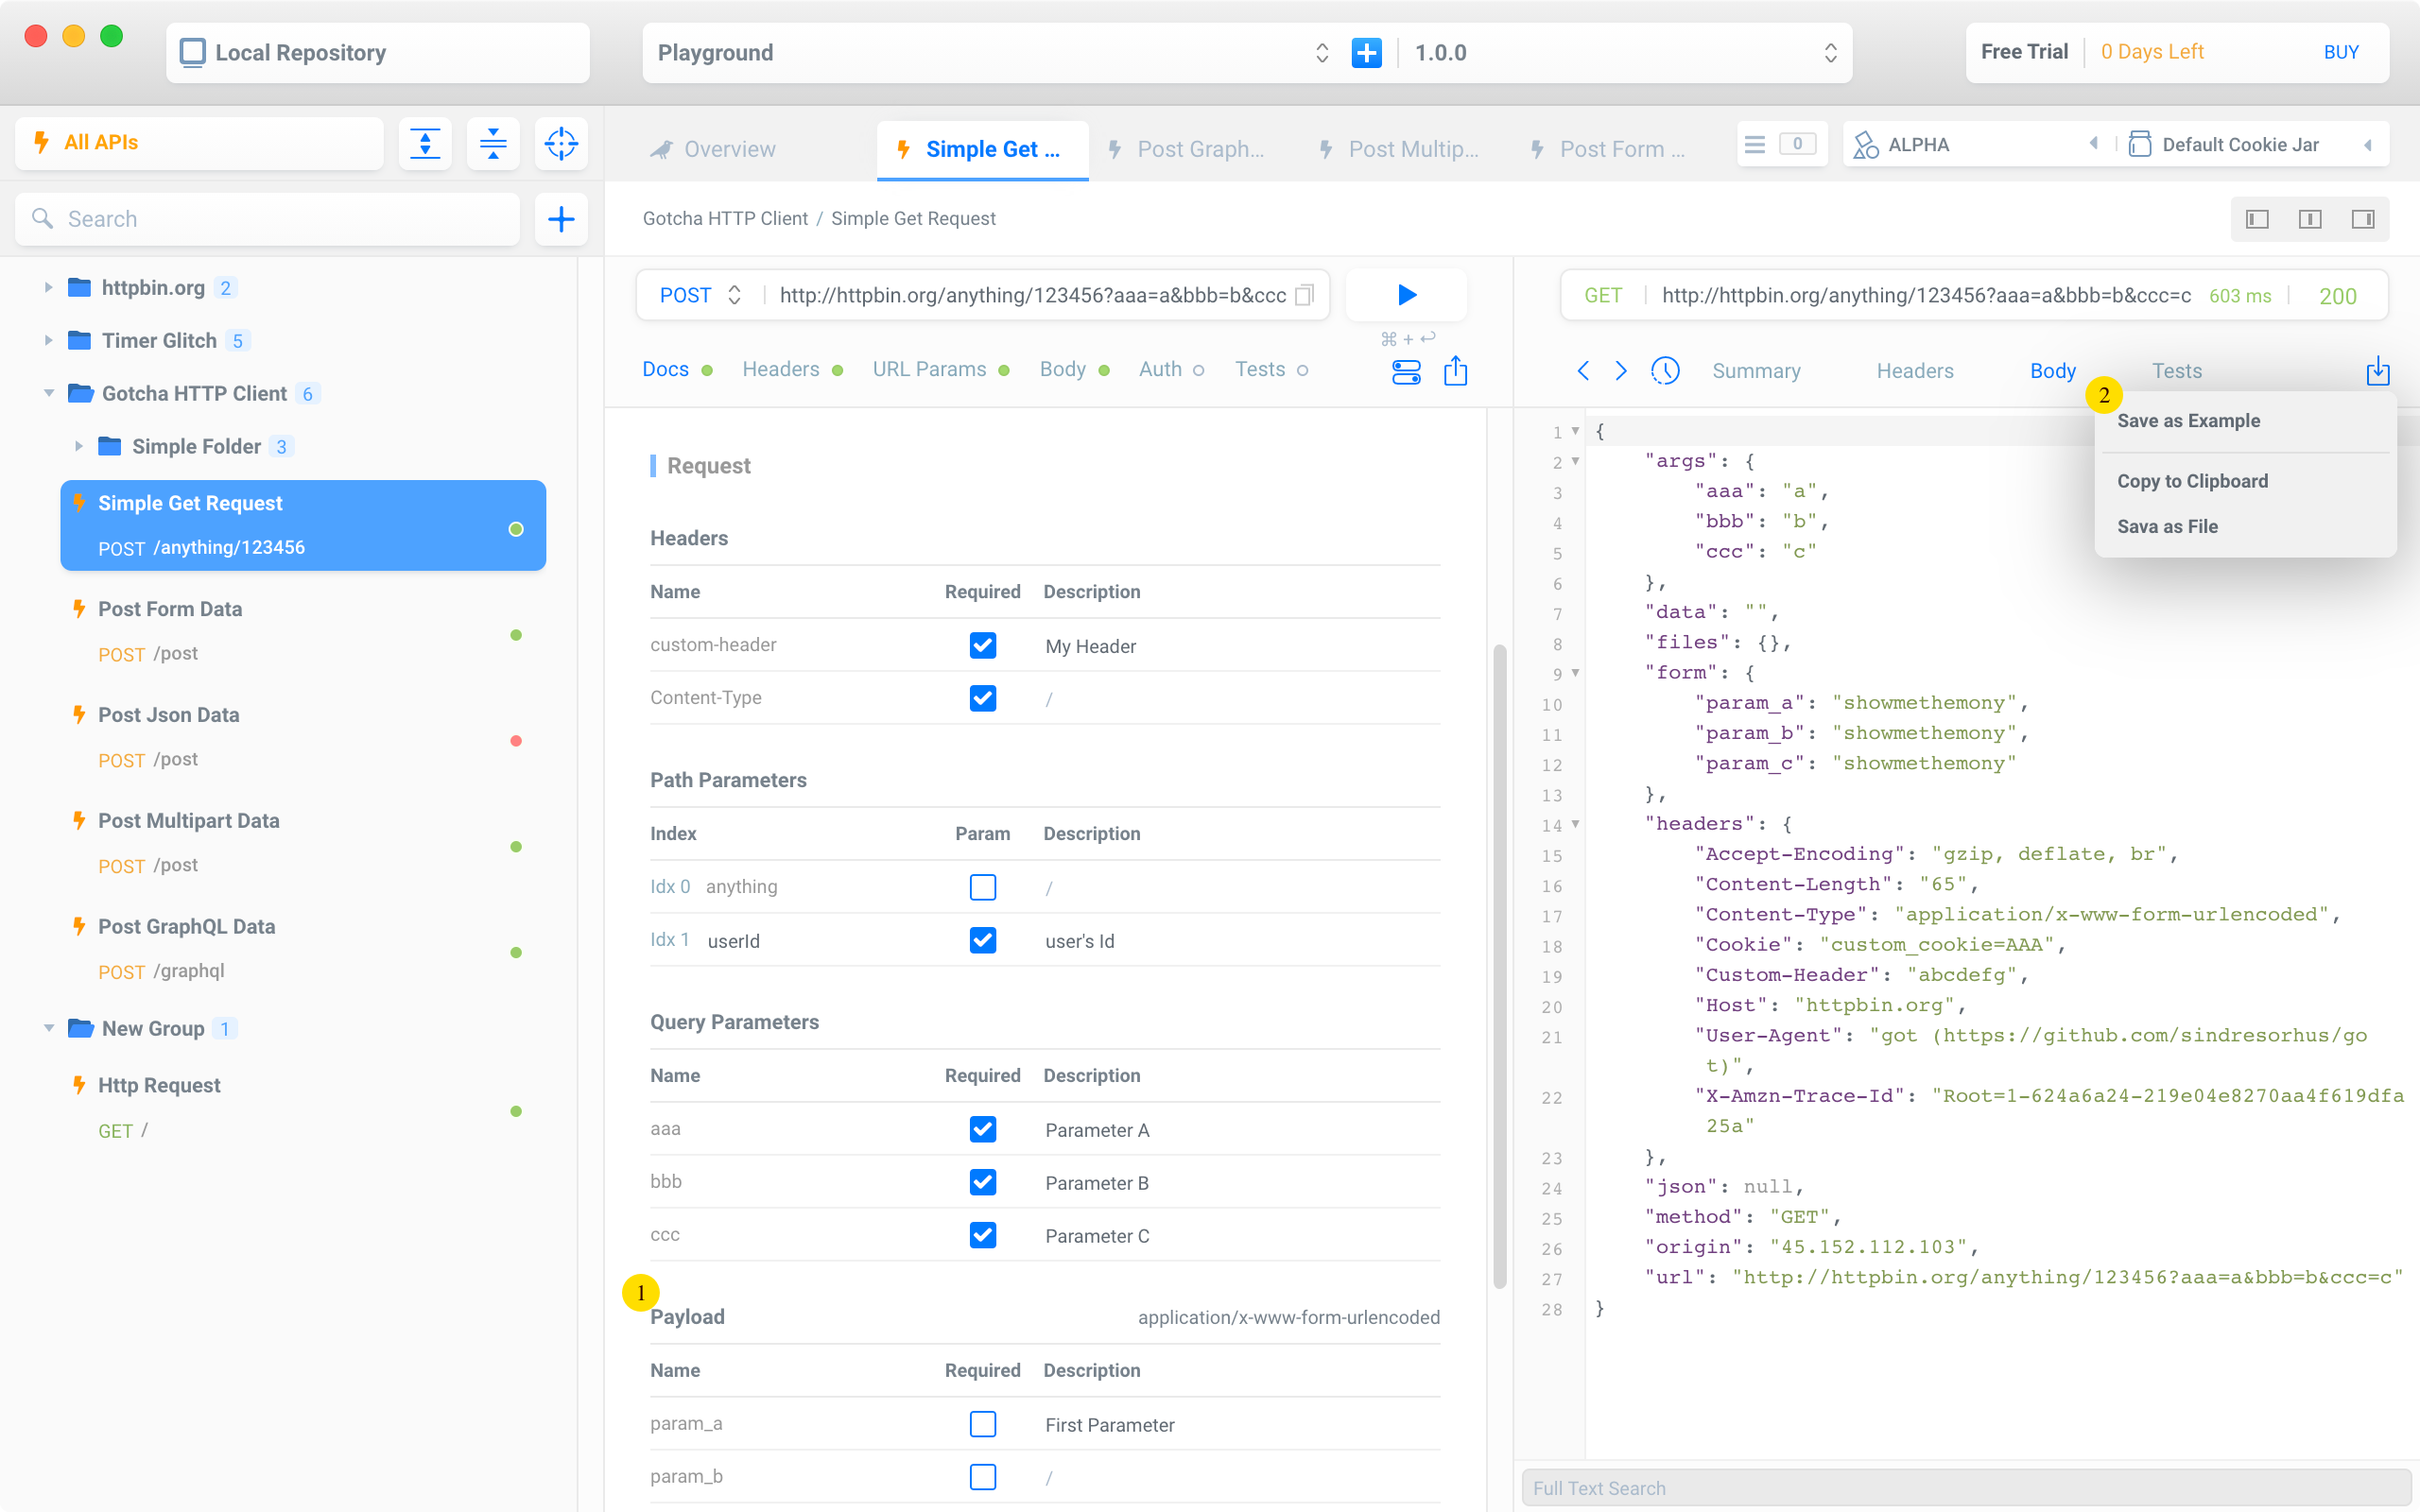 Local Repository
Playground
1.0.0
Free Trial
0 Days Left
BUY
All APIs
Overview
Simple Get ...
Post Graph...
Post Multip...
Post Form ...
0
ALPHA
Default Cookie Jar
Search
Gotcha HTTP Client / Simple Get Request
httpbin.org 2
Timer Glitch 5
Gotcha HTTP Client 6
Simple Folder 3
Simple Get Request
POST /anything/123456
Post Form Data
POST /post
Post Json Data
POST /post
Post Multipart Data
POST /post
Post GraphQL Data
POST /graphql
New Group 1
Http Request
GET /
POST http://httpbin.org/anything/123456?aaa=a&bbb=b&ccc
⌘ + ↩
Docs Headers URL Params Body Auth Tests
Request
Headers
Name Required Description
custom-header My Header
Content-Type /
Path Parameters
Index Param Description
Idx 0 anything /
Idx 1 userId user's Id
Query Parameters
Name Required Description
aaa Parameter A
bbb Parameter B
ccc Parameter C
1
Payload application/x-www-form-urlencoded
Name Required Description
param_a First Parameter
param_b /
GET http://httpbin.org/anything/123456?aaa=a&bbb=b&ccc=c 603 ms 200
Summary Headers Body Tests
2
Save as Example
Copy to Clipboard
Sava as File
1 {
2 "args": {
3 "aaa": "a",
4 "bbb": "b",
5 "ccc": "c"
6 },
7 "data": "",
8 "files": {},
9 "form": {
10 "param_a": "showmethemony",
11 "param_b": "showmethemony",
12 "param_c": "showmethemony"
13 },
14 "headers": {
15 "Accept-Encoding": "gzip, deflate, br",
16 "Content-Length": "65",
17 "Content-Type": "application/x-www-form-urlencoded",
18 "Cookie": "custom_cookie=AAA",
19 "Custom-Header": "abcdefg",
20 "Host": "httpbin.org",
21 "User-Agent": "got (https://github.com/sindresorhus/go
t)",
22 "X-Amzn-Trace-Id": "Root=1-624a6a24-219e04e8270aa4f619dfa
25a"
23 },
24 "json": null,
25 "method": "GET",
26 "origin": "45.152.112.103",
27 "url": "http://httpbin.org/anything/123456?aaa=a&bbb=b&ccc=c"
28 }
Full Text Search